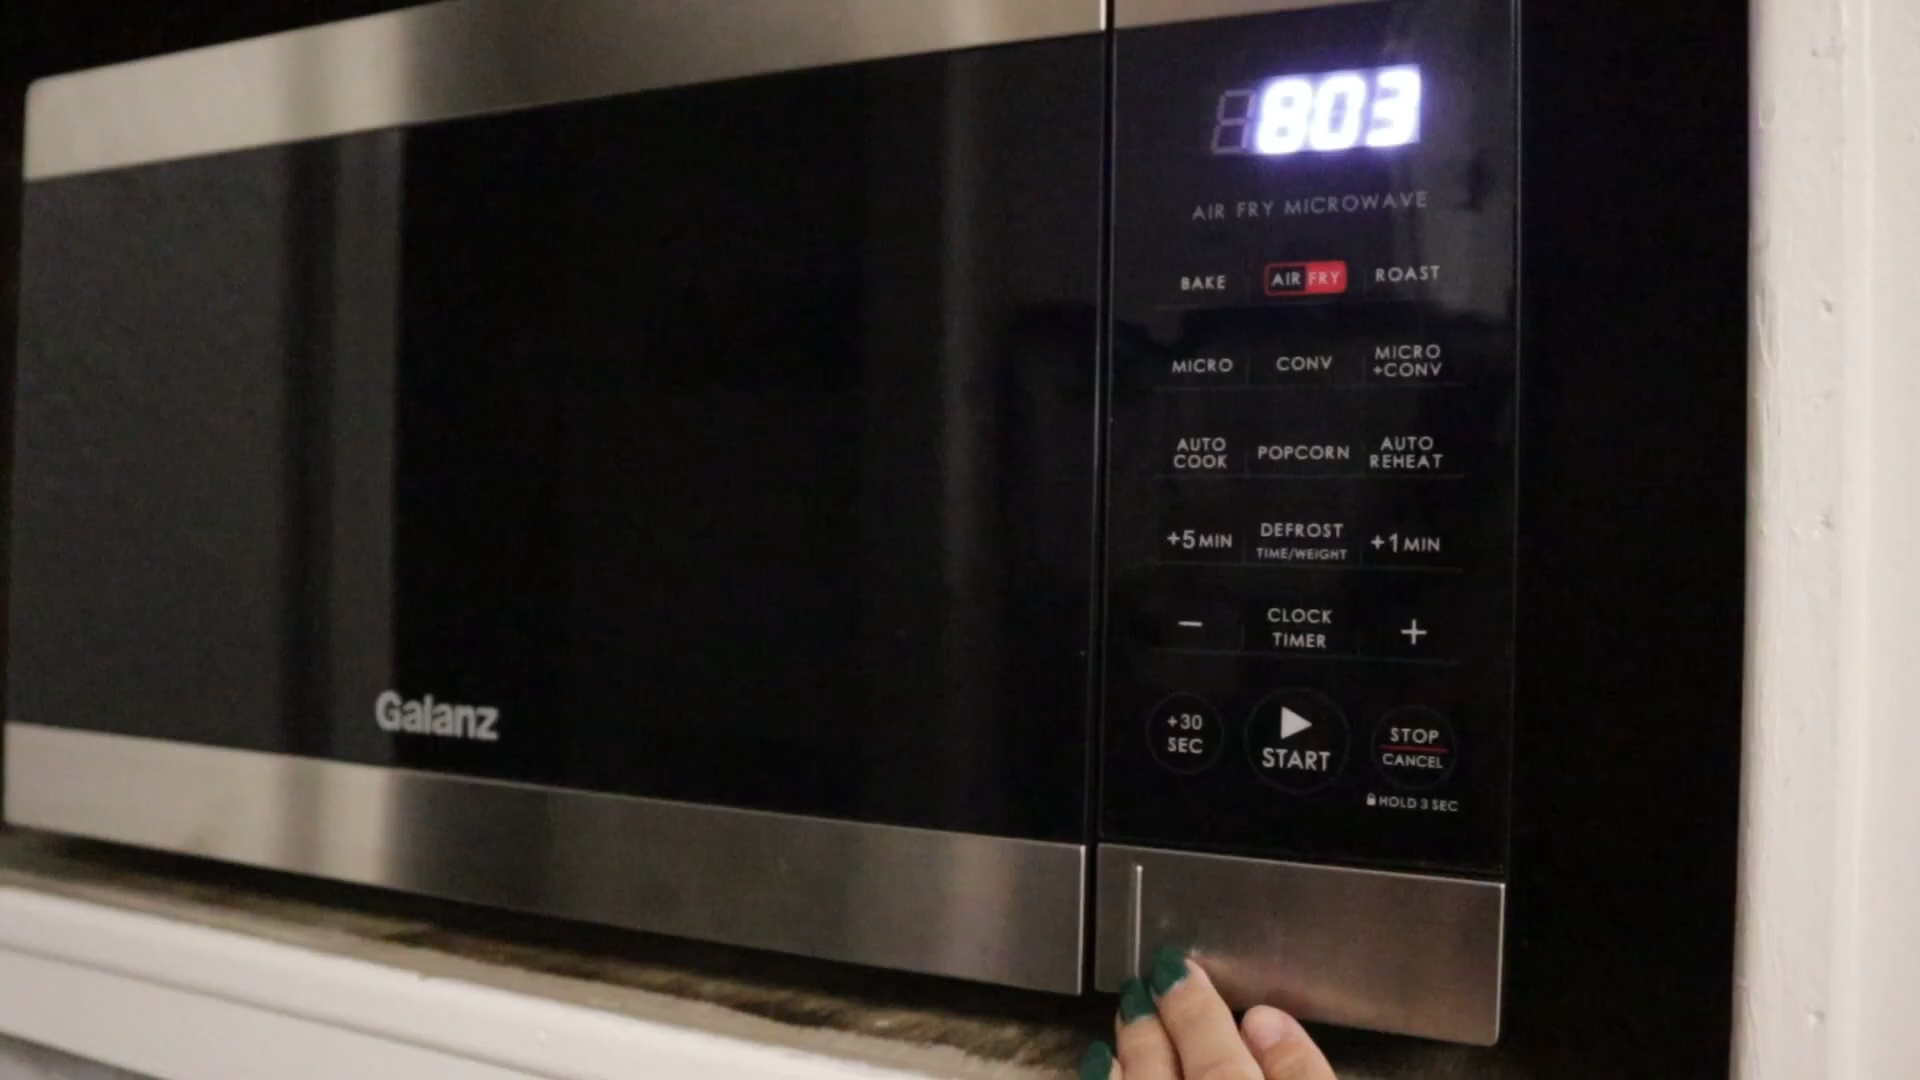 803
AIR FRY MICROWAVE
BAKE AIR FRY ROAST
MICRO CONV MICRO +CONV
AUTO COOK POPCORN AUTO REHEAT
+5 MIN DEFROST TIME/WEIGHT +1 MIN
− CLOCK TIMER +
+30 SEC START STOP CANCEL
HOLD 3 SEC
Galanz